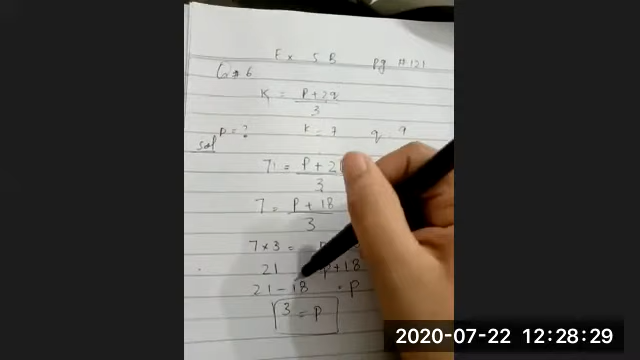 Ex 5 B pg # 121
Q # 6
K = p + 2q / 3
p = ? K = 7 q = 9
sol
7 = p + 2
3
7 = p + 18 / 3
7 × 3 =
21 p + 18
21 - 18 p
3 = p
2020-07-22 12:28:29